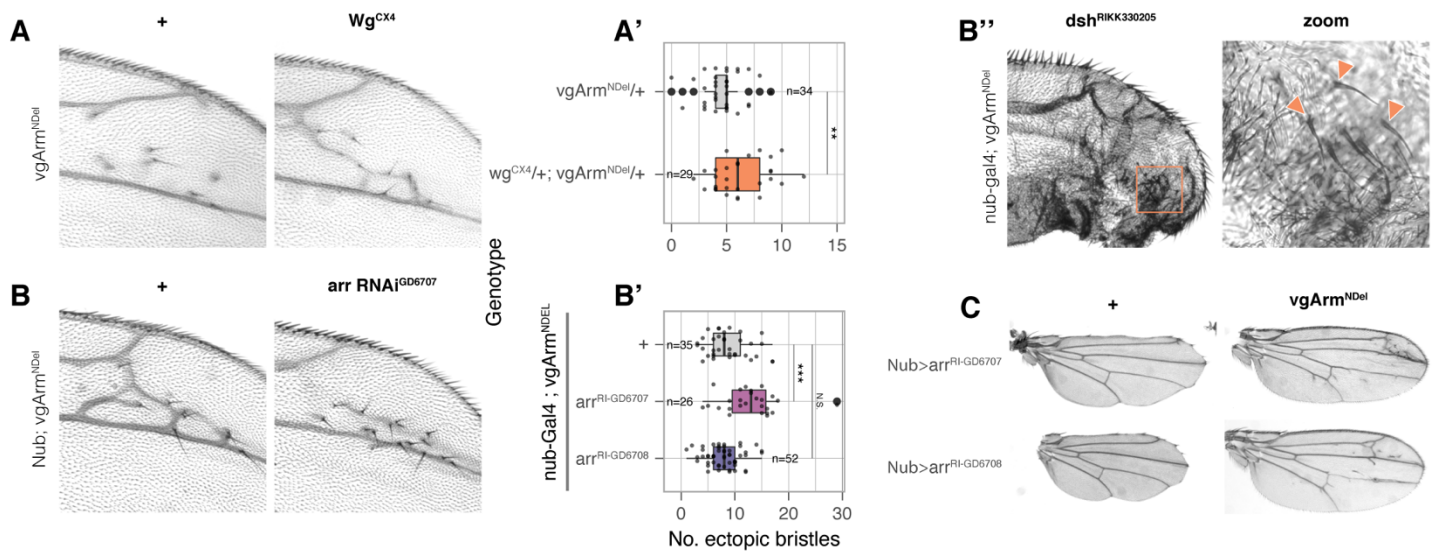 A
+
Wg^CX4
vgArm^NDel
A'
vgArm^NDel/+
n=34
wg^CX4/+; vgArm^NDel/+
n=29
**
0 5 10 15
B''
dsh^RIKK330205
zoom
nub-gal4; vgArm^NDel
B
+
arr RNAi^GD6707
Nub; vgArm^NDel
Genotype
B'
nub-Gal4 ; vgArm^NDEL
+
n=35
arr^RI-GD6707
n=26
arr^RI-GD6708
n=52
***
N.S
0 10 20 30
No. ectopic bristles
C
+
vgArm^NDel
Nub>arr^RI-GD6707
Nub>arr^RI-GD6708